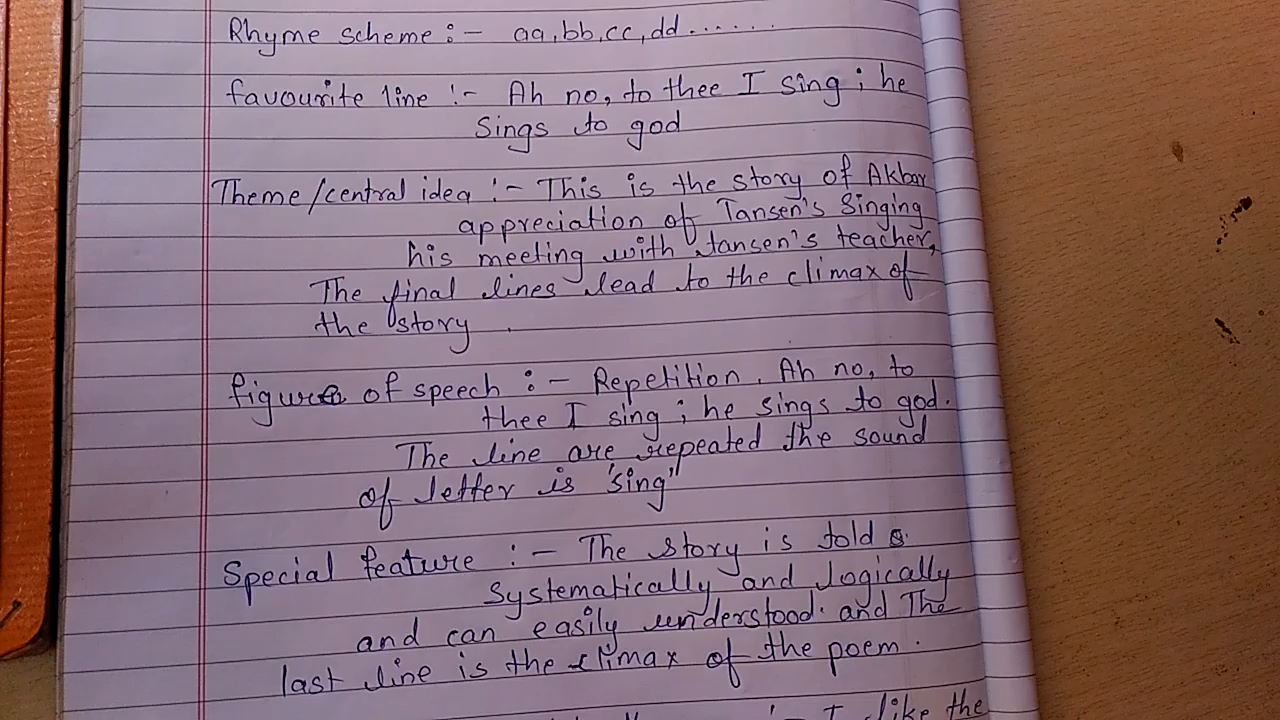 Rhyme scheme :- aa,bb,cc,dd.......
favourite line :- Ah no, to thee I sing ; he
Sings to god
Theme/central idea :- This is the story of Akbar
appreciation of Tansen's Singing
his meeting with tansen's teacher,
The final lines lead to the climax of
the story .
figure of speech :- Repetition. Ah no, to
thee I sing ; he sings to god.
The line are repeated the sound
of letter is 'sing'
Special feature :- The story is told
Systematically and logically
and can easily understood. and The
last line is the climax of the poem .
:- I like the